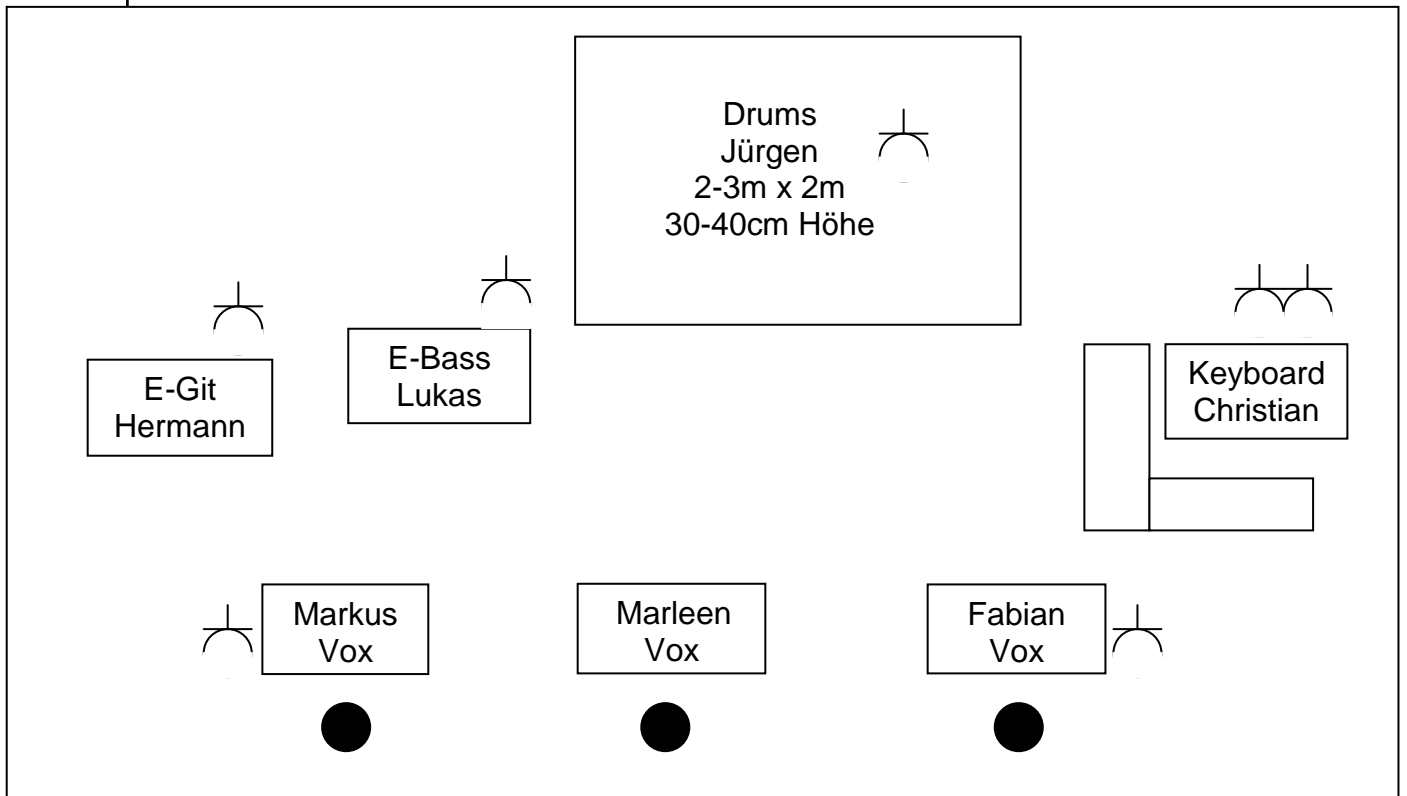 Drums
Jürgen
2-3m x 2m
30-40cm Höhe
E-Git
Hermann
E-Bass
Lukas
Keyboard
Christian
Markus
Vox
Marleen
Vox
Fabian
Vox